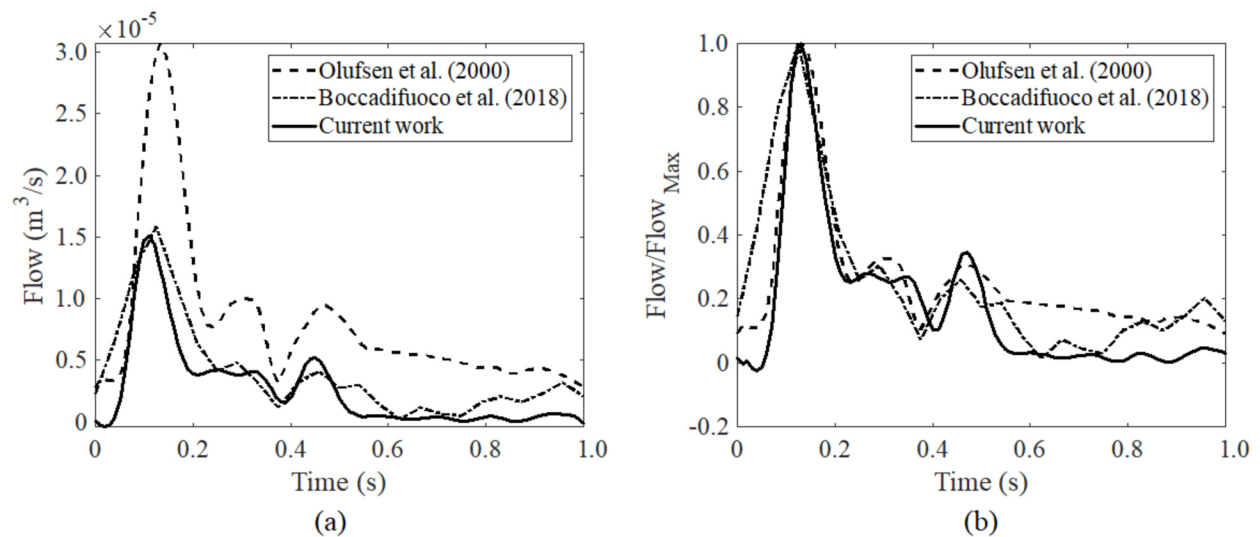 ×10⁻⁵
3.0
2.5
2.0
1.5
1.0
0.5
0
Flow (m³/s)
Olufsen et al. (2000)
Boccadifuoco et al. (2018)
Current work
0 0.2 0.4 0.6 0.8 1.0
Time (s)
(a)
1.0
0.8
0.6
0.4
0.2
0
-0.2
Flow/Flow_Max
Olufsen et al. (2000)
Boccadifuoco et al. (2018)
Current work
0 0.2 0.4 0.6 0.8 1.0
Time (s)
(b)